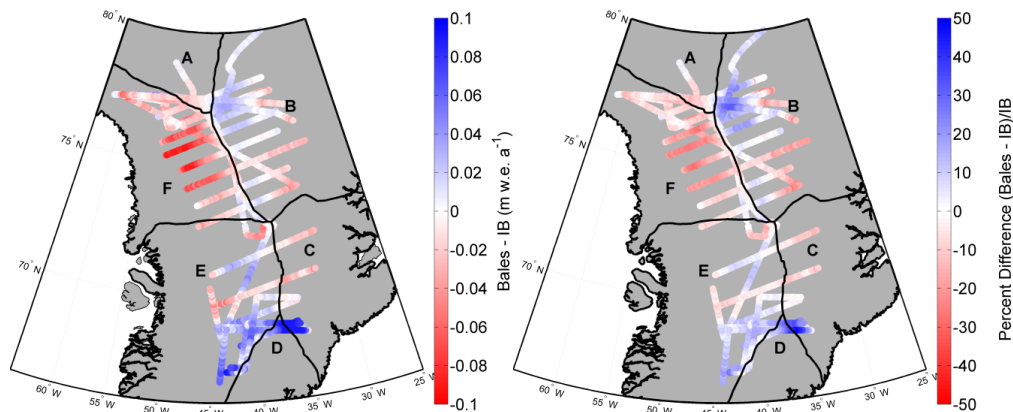 80° N
75° N
70° N
60° W
55° W
50° W
45° W
40° W
35° W
30° W
25° W
A
B
F
C
E
D
0.1
0.08
0.06
0.04
0.02
0
-0.02
-0.04
-0.06
-0.08
-0.1
Bales - IB (m w.e. a⁻¹)
80° N
75° N
70° N
60° W
55° W
50° W
45° W
40° W
35° W
30° W
25° W
A
B
F
C
E
D
50
40
30
20
10
0
-10
-20
-30
-40
-50
Percent Difference (Bales - IB)/IB